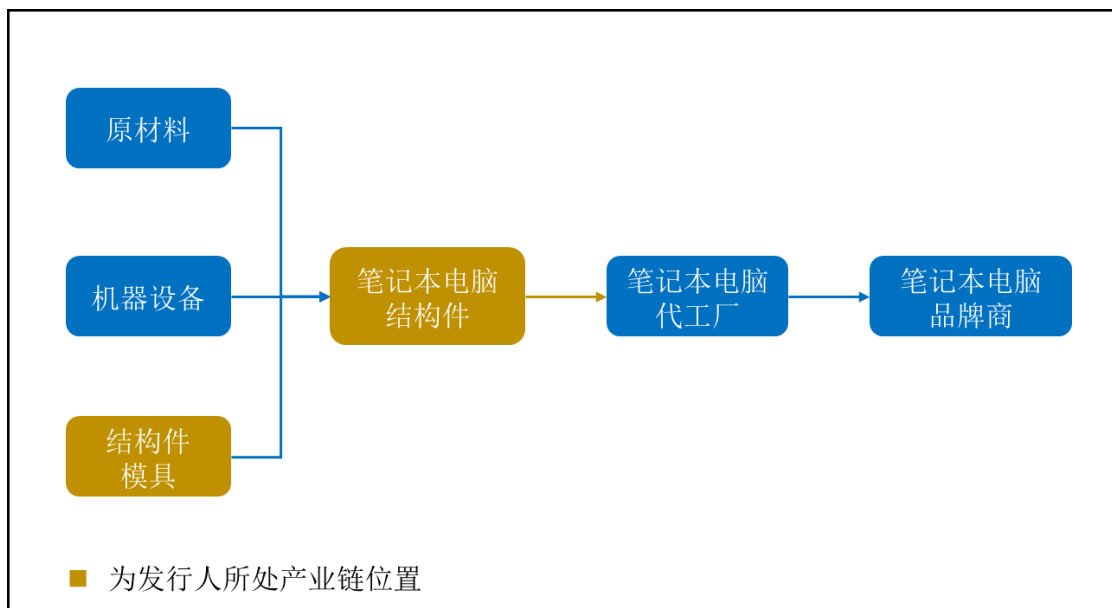 原材料
机器设备
结构件
模具
笔记本电脑
结构件
笔记本电脑
代工厂
笔记本电脑
品牌商
为发行人所处产业链位置